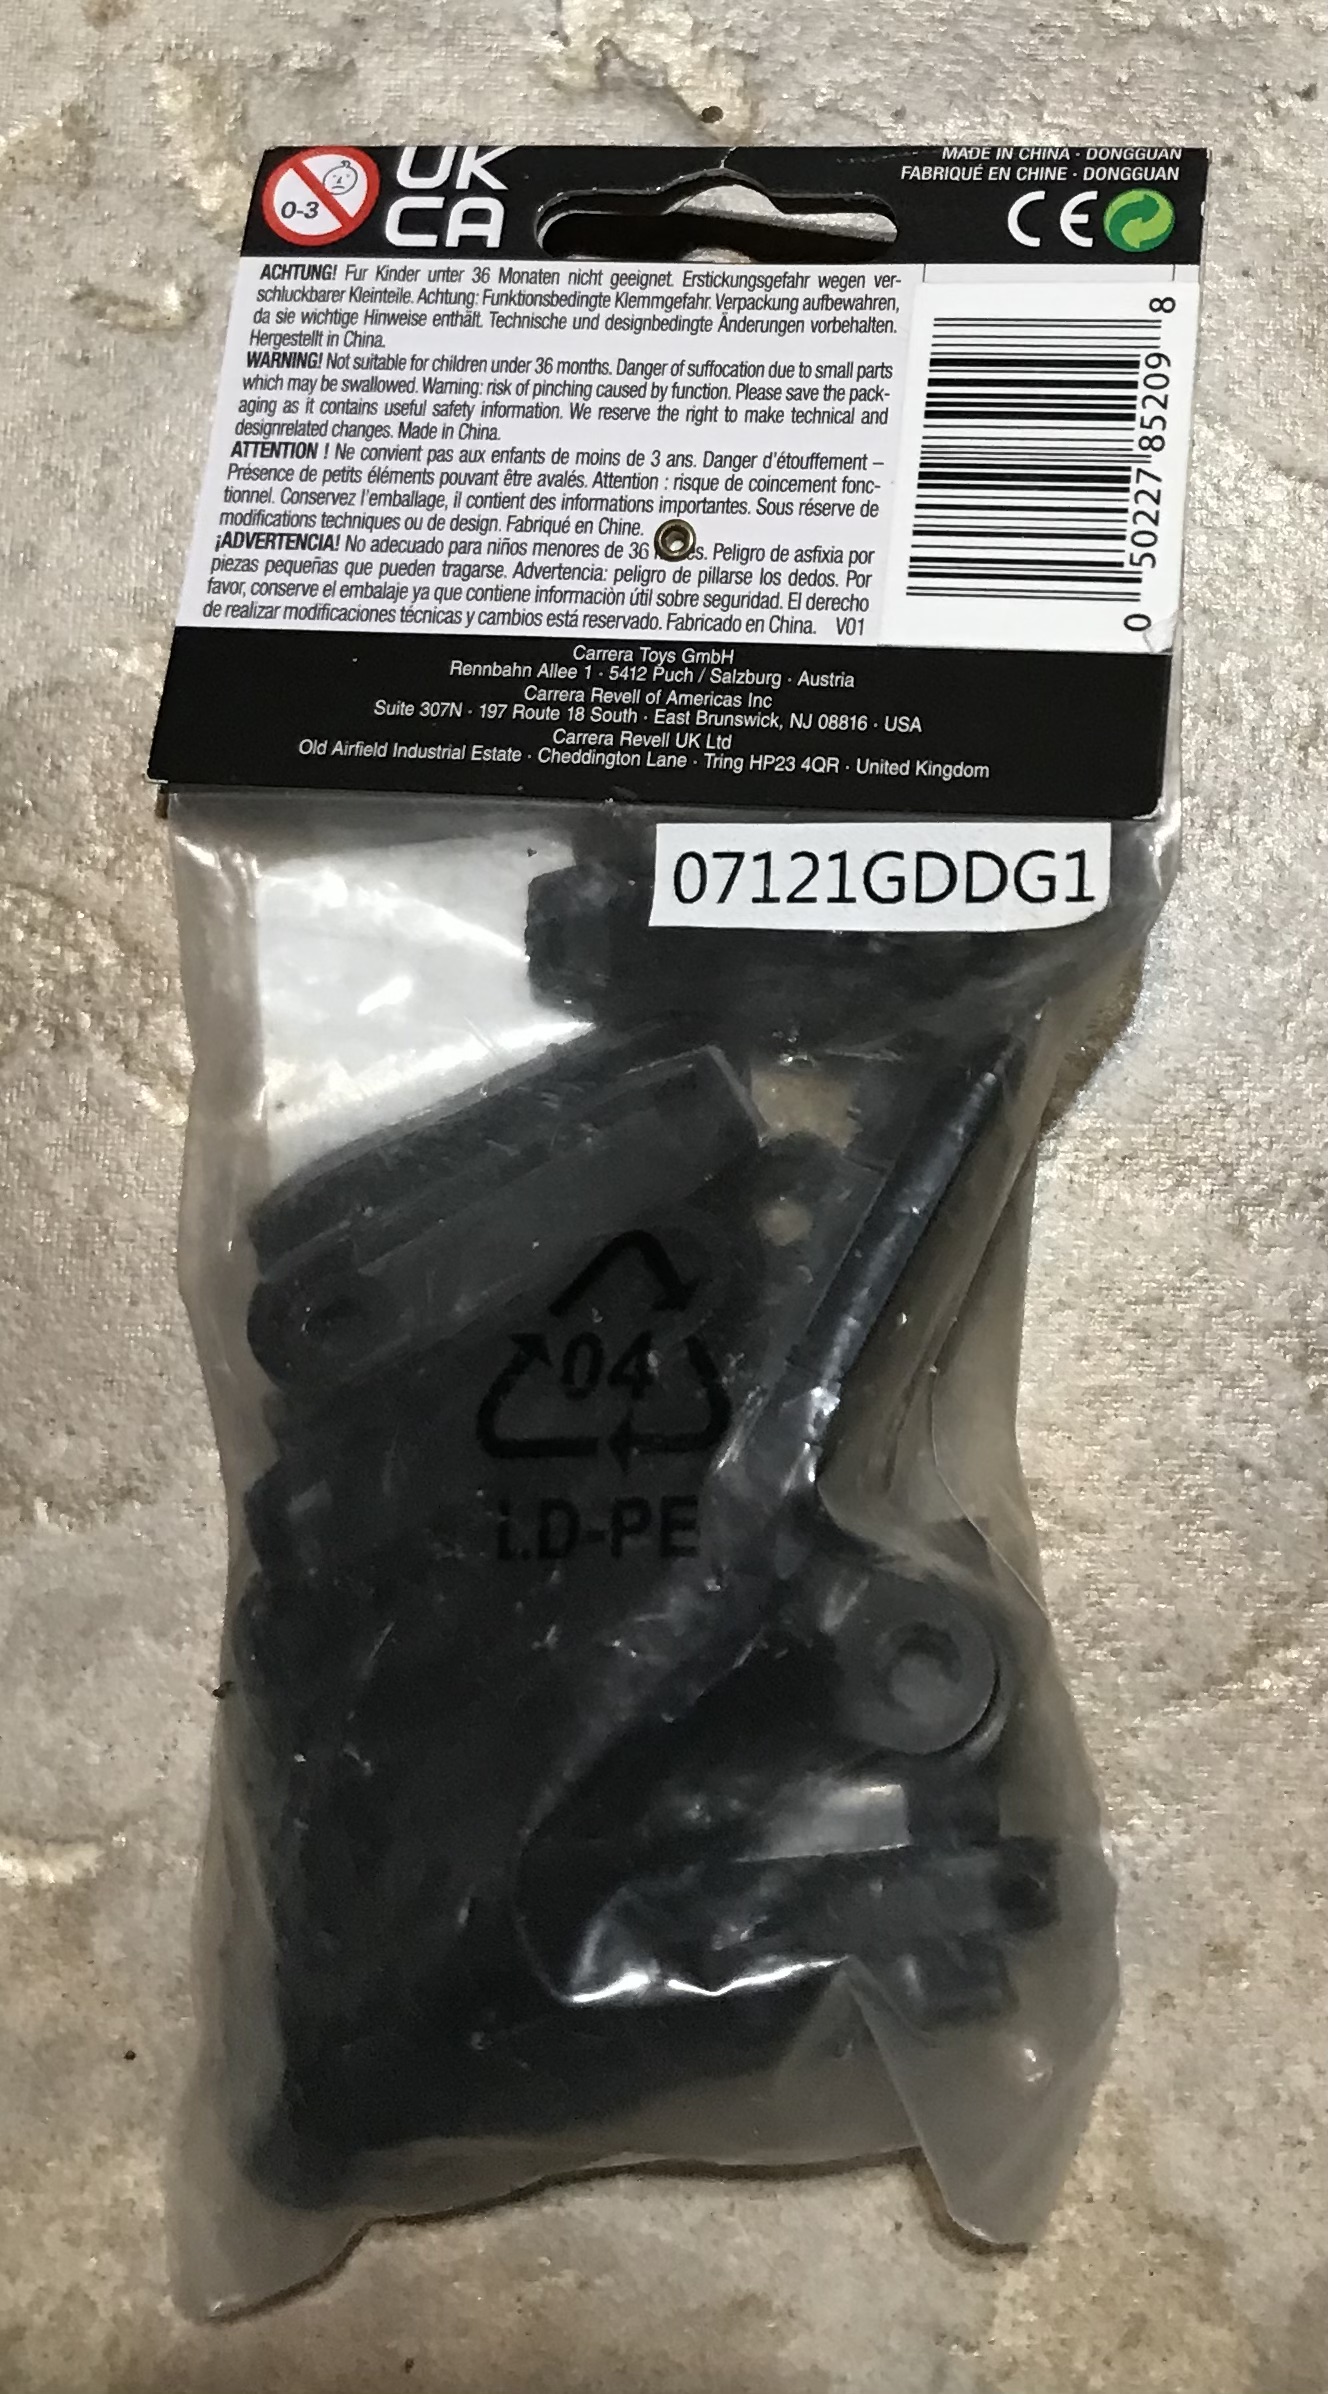 0-3
UK
CA
MADE IN CHINA · DONGGUAN
FABRIQUÉ EN CHINE · DONGGUAN
CE
ACHTUNG! Fur Kinder unter 36 Monaten nicht geeignet. Erstickungsgefahr wegen ver-
schluckbarer Kleinteile. Achtung: Funktionsbedingte Klemmgefahr. Verpackung aufbewahren,
da sie wichtige Hinweise enthält. Technische und designbedingte Änderungen vorbehalten.
Hergestellt in China.
WARNING! Not suitable for children under 36 months. Danger of suffocation due to small parts
which may be swallowed. Warning: risk of pinching caused by function. Please save the pack-
aging as it contains useful safety information. We reserve the right to make technical and
designrelated changes. Made in China.
ATTENTION ! Ne convient pas aux enfants de moins de 3 ans. Danger d'étouffement –
Présence de petits éléments pouvant être avalés. Attention : risque de coincement fonc-
tionnel. Conservez l'emballage, il contient des informations importantes. Sous réserve de
modifications techniques ou de design. Fabriqué en Chine.
¡ADVERTENCIA! No adecuado para niños menores de 36 Peligro de asfixia por
piezas pequeñas que pueden tragarse. Advertencia: peligro de pillarse los dedos. Por
favor, conserve el embalaje ya que contiene informaciòn útil sobre seguridad. El derecho
de realizar modificaciones técnicas y cambios está reservado. Fabricado en China. V01
0 50227 85209 8
Carrera Toys GmbH
Rennbahn Allee 1 · 5412 Puch / Salzburg · Austria
Carrera Revell of Americas Inc
Suite 307N · 197 Route 18 South · East Brunswick, NJ 08816 · USA
Carrera Revell UK Ltd
Old Airfield Industrial Estate · Cheddington Lane · Tring HP23 4QR · United Kingdom
07121GDDG1
04
LD-PE